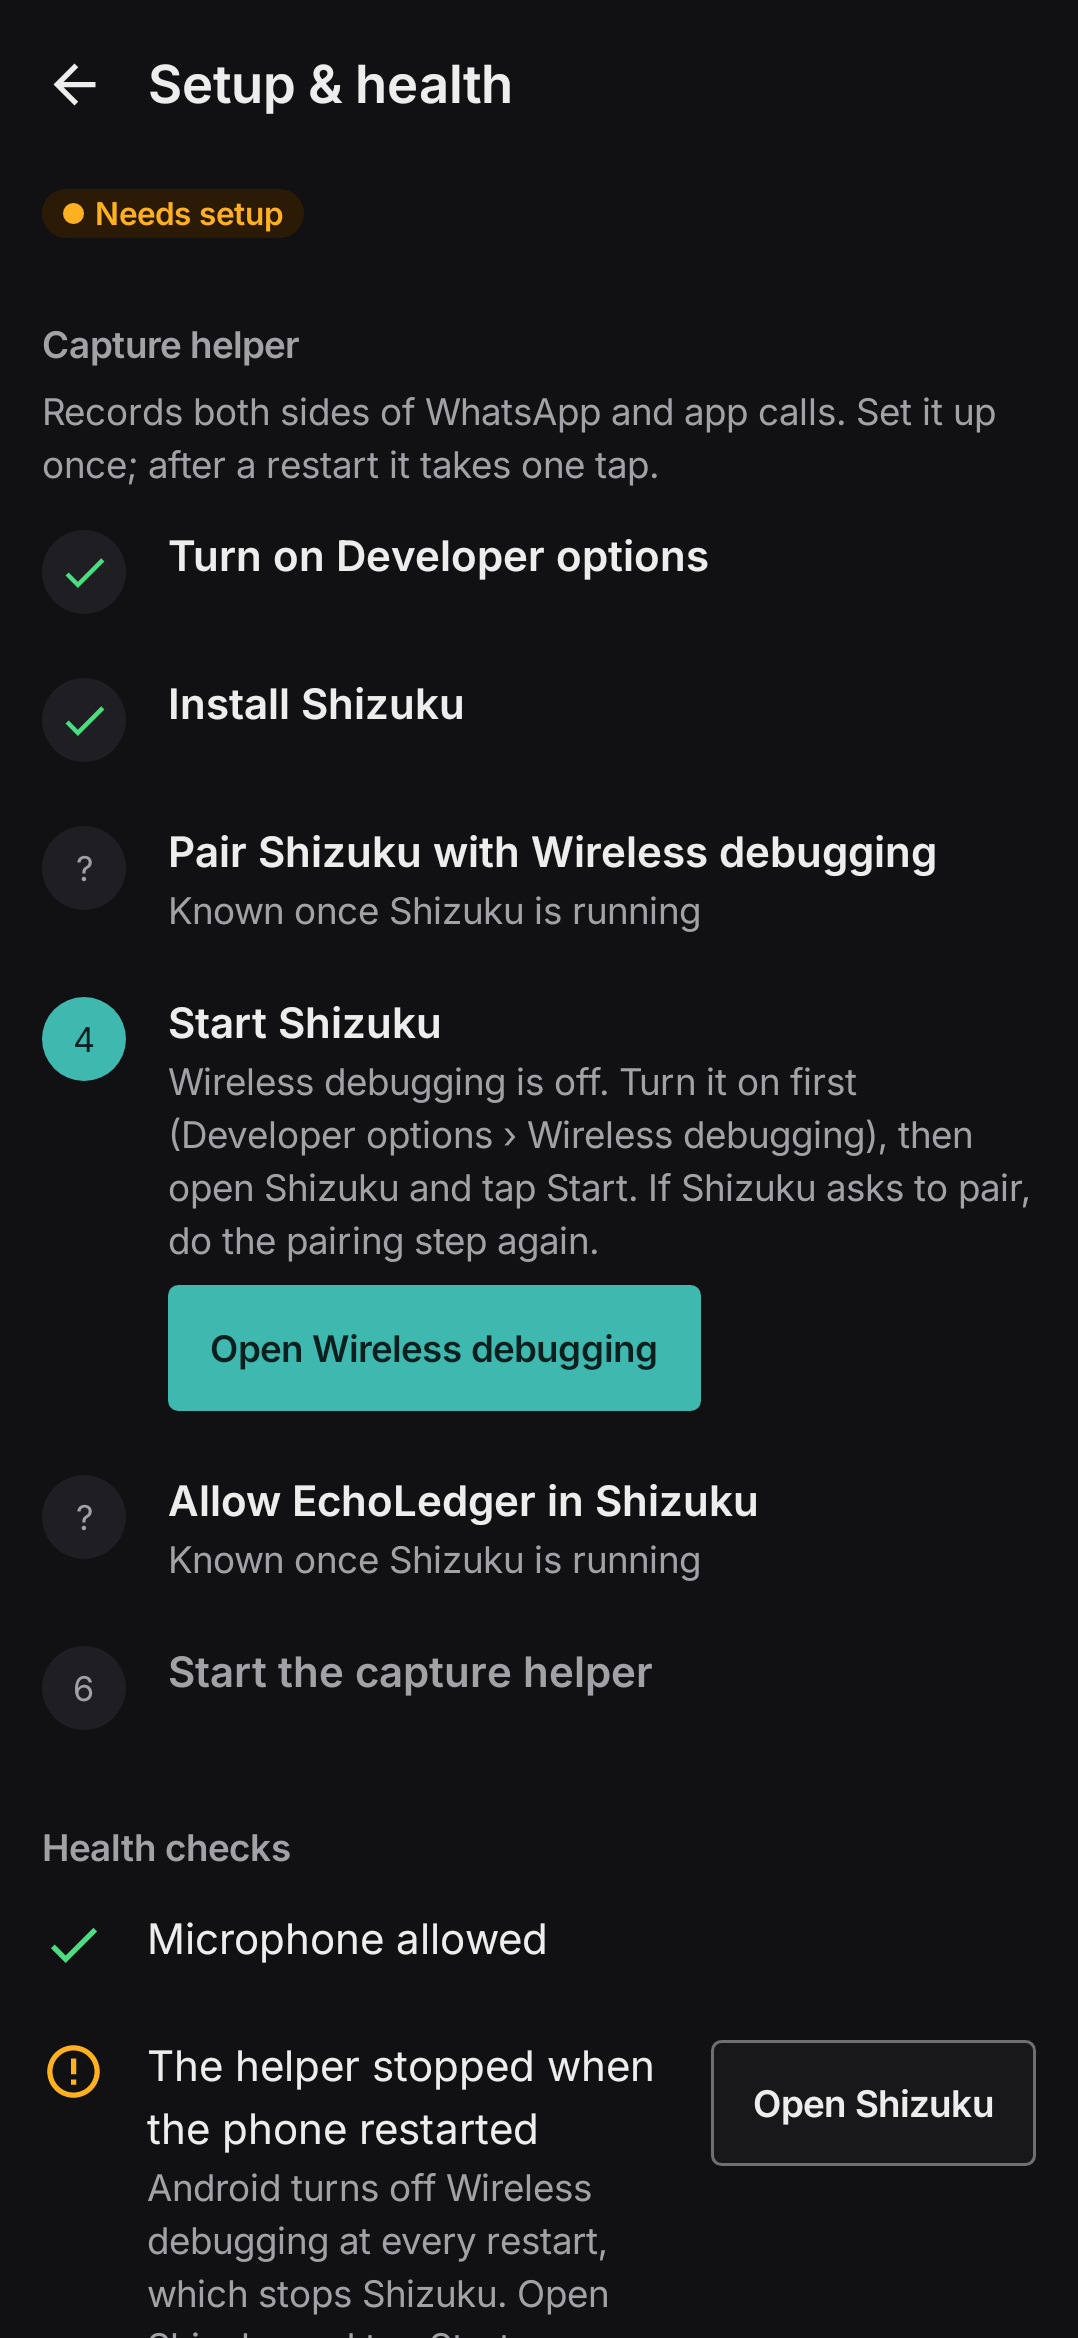 Setup & health
Needs setup
Capture helper
Records both sides of WhatsApp and app calls. Set it up
once; after a restart it takes one tap.
Turn on Developer options
Install Shizuku
?
Pair Shizuku with Wireless debugging
Known once Shizuku is running
4
Start Shizuku
Wireless debugging is off. Turn it on first
(Developer options › Wireless debugging), then
open Shizuku and tap Start. If Shizuku asks to pair,
do the pairing step again.
Open Wireless debugging
?
Allow EchoLedger in Shizuku
Known once Shizuku is running
6
Start the capture helper
Health checks
Microphone allowed
The helper stopped when
the phone restarted
Open Shizuku
Android turns off Wireless
debugging at every restart,
which stops Shizuku. Open